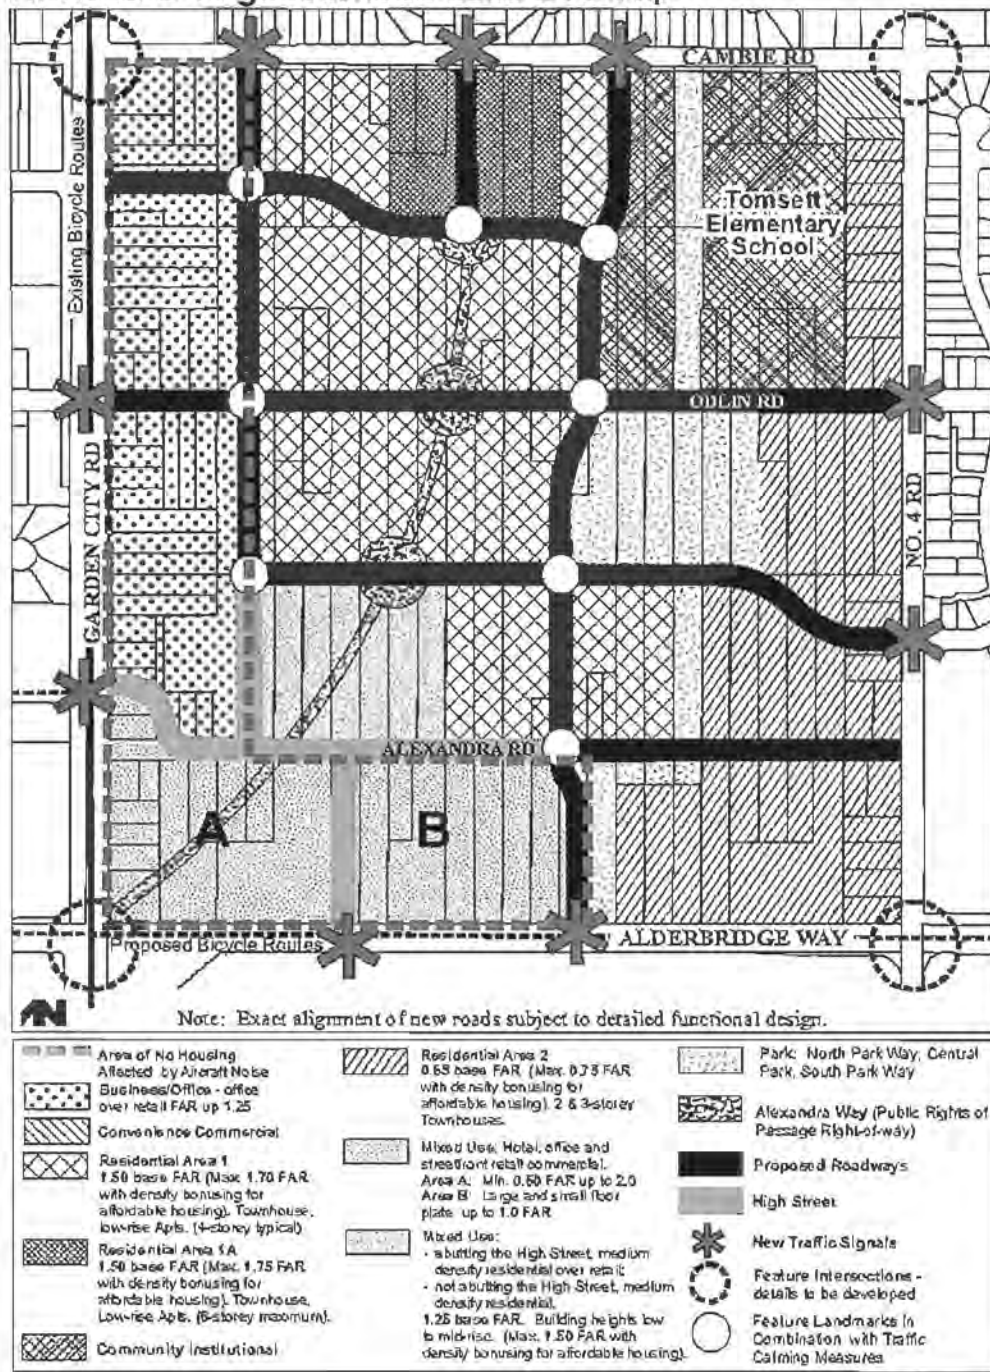 CAMBIE RD
Existing Bicycle Routes
Tomsett
Elementary
School
ODLIN RD
GARDEN CITY RD
NO. 4 RD
ALEXANDRA RD
A
B
Proposed Bicycle Routes
ALDERBRIDGE WAY
N
Note: Exact alignment of new roads subject to detailed functional design.
Area of No Housing
Affected by Aircraft Noise
Business/Office - office
over retail FAR up 1.25
Convenience Commercial
Residential Area 1
1.50 base FAR (Max. 1.70 FAR
with density bonusing for
affordable housing). Townhouse,
low-rise Apts. (4-storey typical)
Residential Area 1A
1.50 base FAR (Max. 1.75 FAR
with density bonusing for
affordable housing). Townhouse,
Low-rise Apts. (6-storey maximum).
Community Institutional
Residential Area 2
0.65 base FAR (Max. 0.75 FAR
with density bonusing for
affordable housing). 2 & 3-storey
Townhouses.
Mixed Use: Hotel, office and
streetfront retail commercial.
Area A: Min. 0.60 FAR up to 2.0
Area B: Large and small floor
plate up to 1.0 FAR
Mixed Use:
- abutting the High Street, medium
density residential over retail;
- not abutting the High Street, medium
density residential.
1.25 base FAR. Building heights low
to mid-rise. (Max. 1.50 FAR with
density bonusing for affordable housing).
Park: North Park Way, Central
Park, South Park Way
Alexandra Way (Public Rights of
Passage Right-of-way)
Proposed Roadways
High Street
New Traffic Signals
Feature Intersections -
details to be developed
Feature Landmarks in
Combination with Traffic
Calming Measures